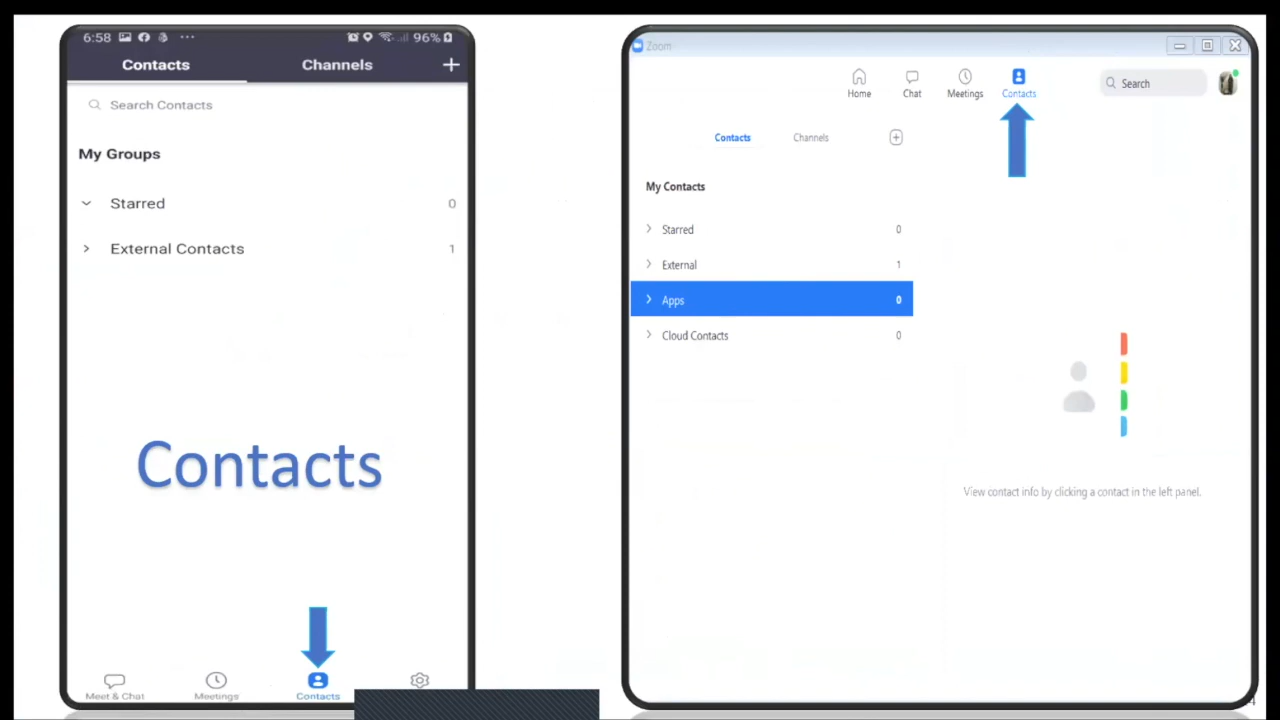 6:58
96%
Contacts
Channels
+
Search Contacts
My Groups
Starred
0
External Contacts
1
Contacts
Meet & Chat
Meetings
Contacts
Zoom
Home
Chat
Meetings
Contacts
Search
Contacts
Channels
My Contacts
Starred
0
External
1
Apps
0
Cloud Contacts
0
View contact info by clicking a contact in the left panel.